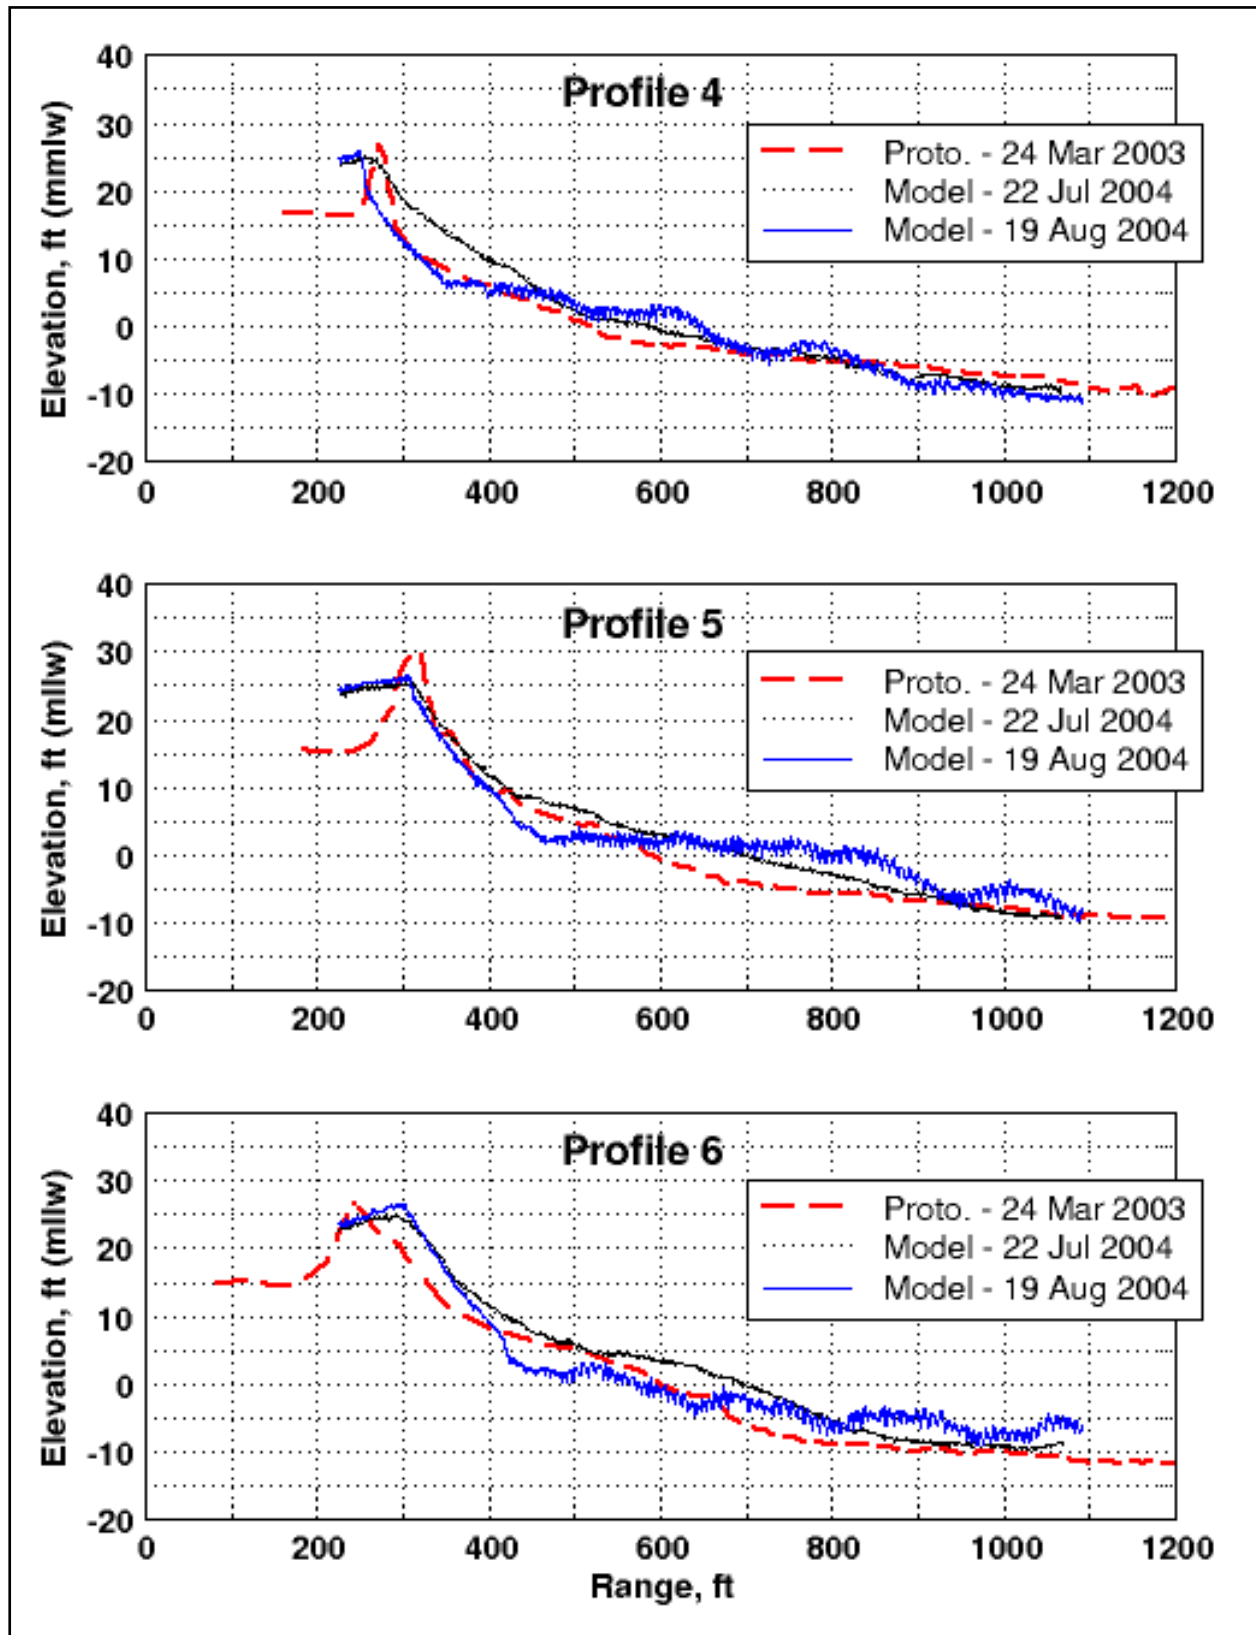 Profile 4
Elevation, ft (mmlw)
40
30
20
10
0
-10
-20
Proto. - 24 Mar 2003
Model - 22 Jul 2004
Model - 19 Aug 2004
0 200 400 600 800 1000 1200
Profile 5
Elevation, ft (mllw)
40
30
20
10
0
-10
-20
Proto. - 24 Mar 2003
Model - 22 Jul 2004
Model - 19 Aug 2004
0 200 400 600 800 1000 1200
Profile 6
Elevation, ft (mllw)
40
30
20
10
0
-10
-20
Proto. - 24 Mar 2003
Model - 22 Jul 2004
Model - 19 Aug 2004
0 200 400 600 800 1000 1200
Range, ft